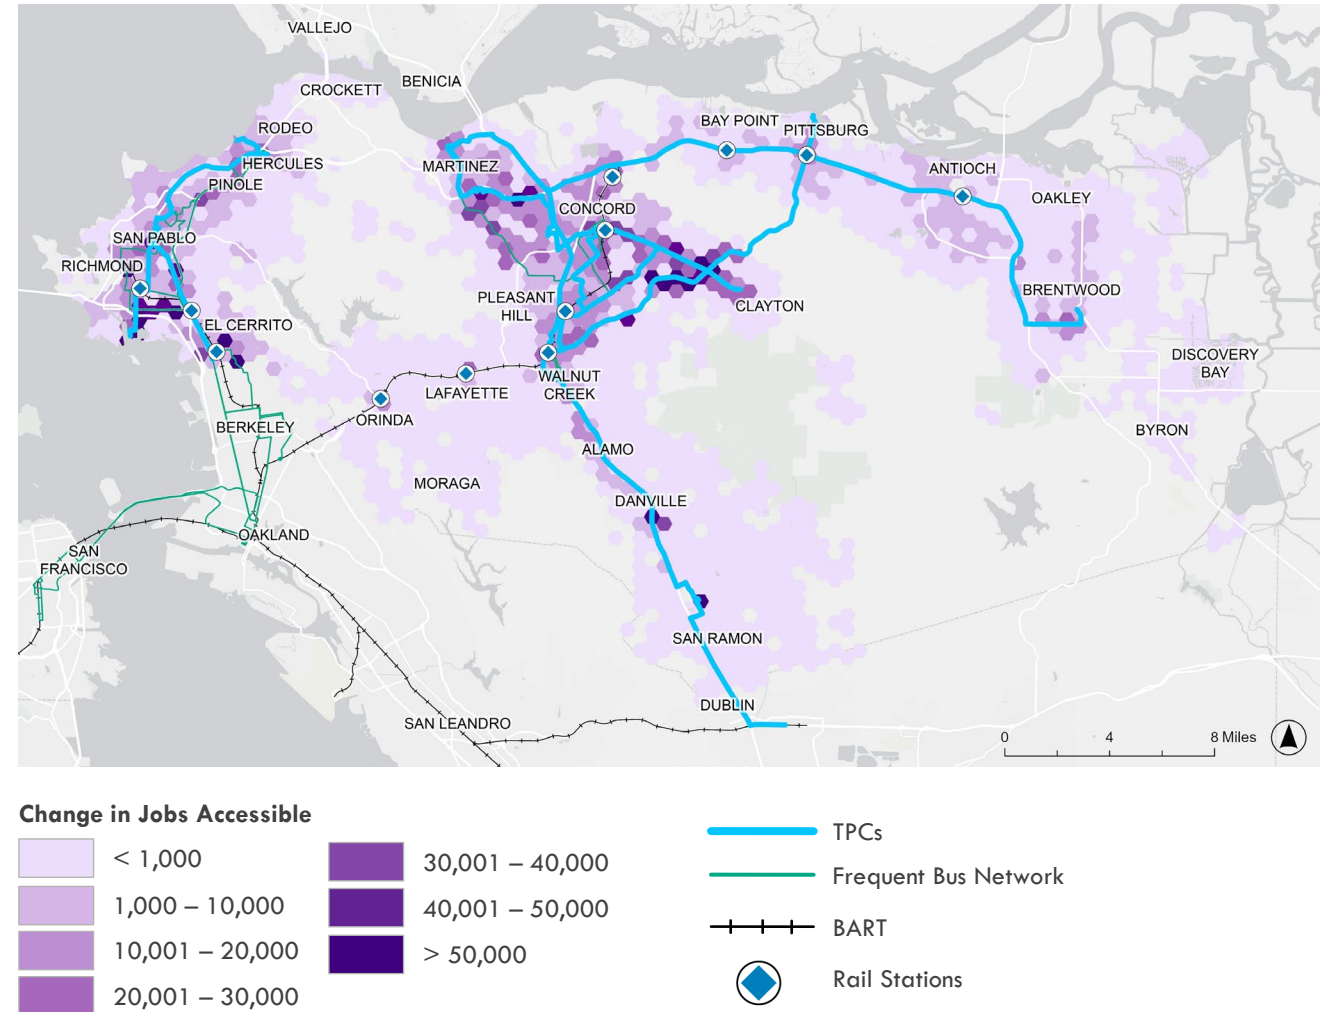 VALLEJO
BENICIA
CROCKETT
RODEO
HERCULES
PINOLE
MARTINEZ
BAY POINT
PITTSBURG
ANTIOCH
OAKLEY
CONCORD
SAN PABLO
RICHMOND
EL CERRITO
PLEASANT
HILL
CLAYTON
BRENTWOOD
DISCOVERY
BAY
WALNUT
CREEK
LAFAYETTE
ORINDA
BERKELEY
BYRON
ALAMO
MORAGA
DANVILLE
OAKLAND
SAN
FRANCISCO
SAN RAMON
DUBLIN
SAN LEANDRO
0 4 8 Miles
Change in Jobs Accessible
< 1,000
1,000 – 10,000
10,001 – 20,000
20,001 – 30,000
30,001 – 40,000
40,001 – 50,000
> 50,000
TPCs
Frequent Bus Network
BART
Rail Stations